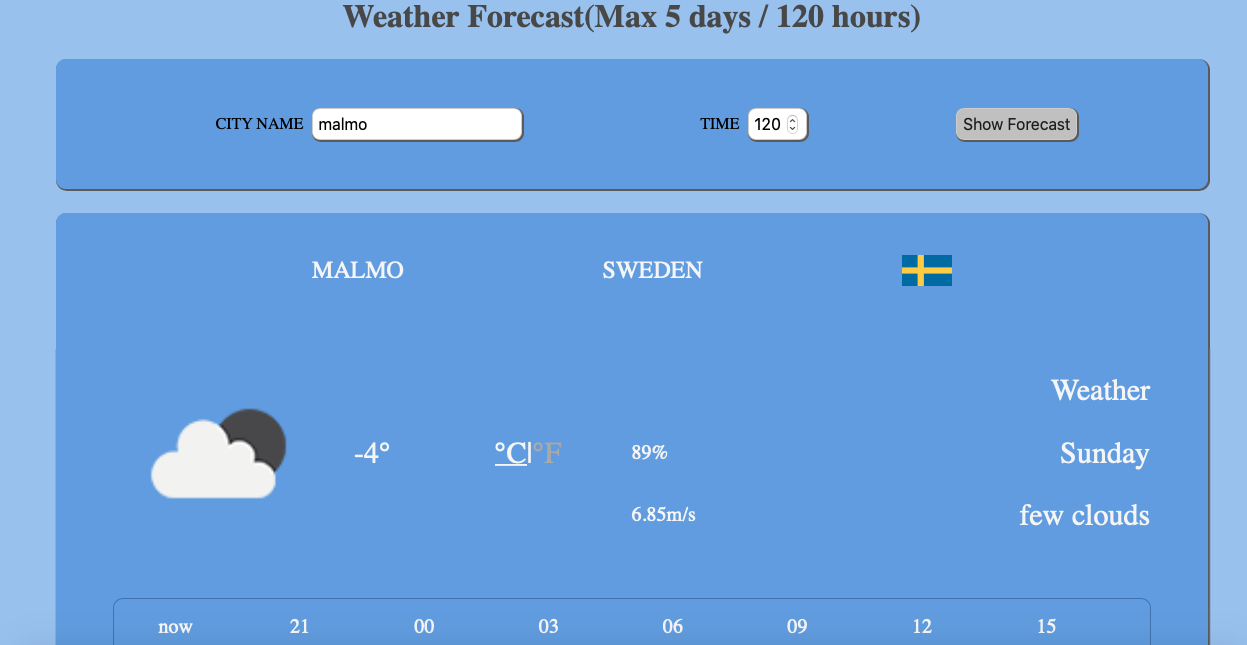 Weather Forecast(Max 5 days / 120 hours)
CITY NAME malmo TIME 120 Show Forecast
MALMO SWEDEN
Weather
-4° °C|°F 89% Sunday
6.85m/s few clouds
now 21 00 03 06 09 12 15